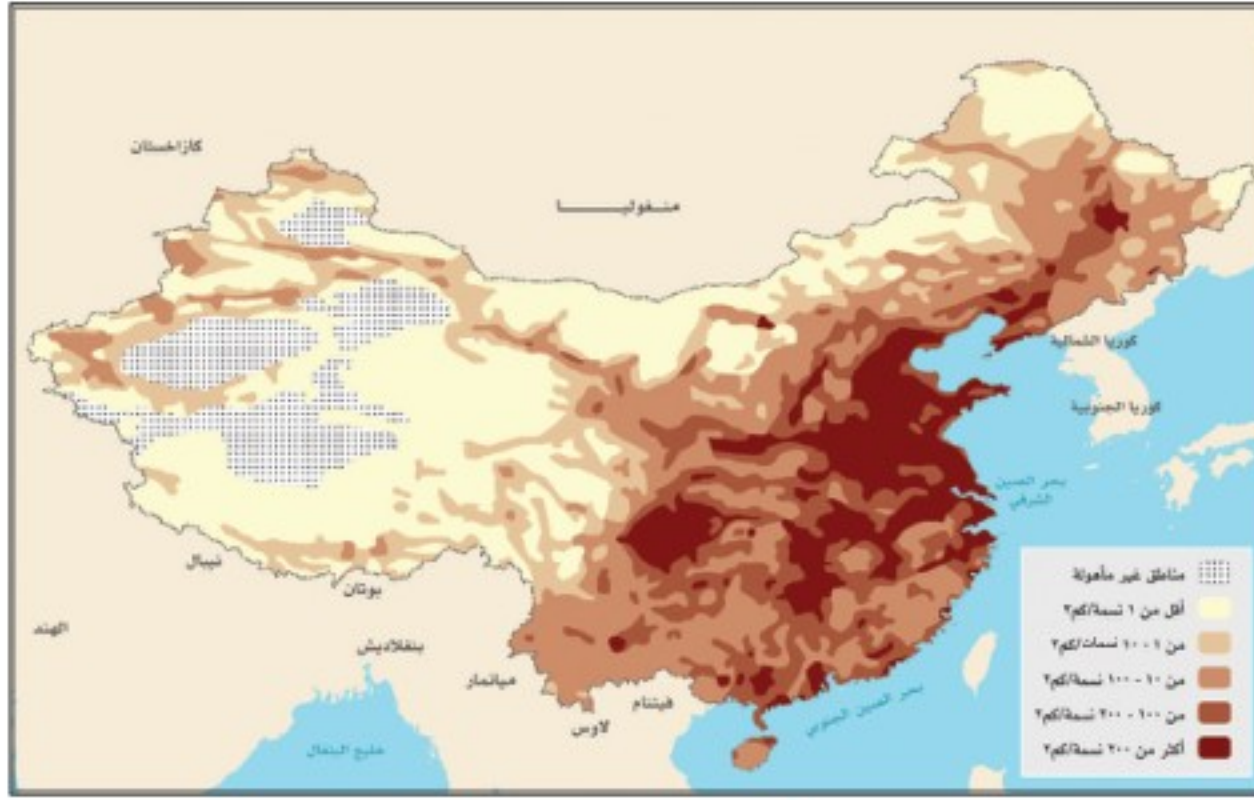 كازاخستان
منغوليا
كوريا الشمالية
كوريا الجنوبية
بحر الصين
الشرقي
نيبال
بوتان
الهند
بنغلاديش
ميانمار
فيتنام
لاوس
بحر الصين الجنوبي
خليج البنغال
مناطق غير مأهولة
أقل من ١ نسمة/كم٢
من ١ - ١٠ نسمات/كم٢
من ١٠ - ١٠٠ نسمة/كم٢
من ١٠٠ - ٢٠٠ نسمة/كم٢
أكثر من ٢٠٠ نسمة/كم٢